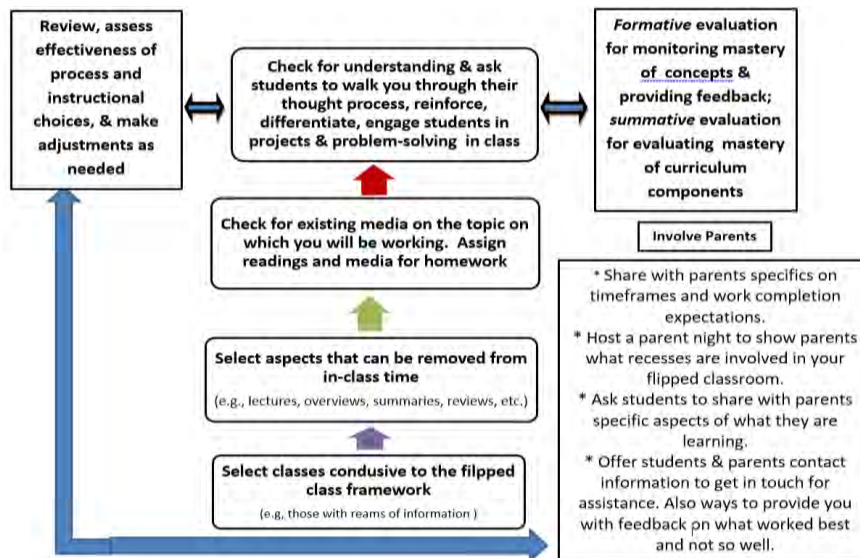 Review, assess
effectiveness of
process and
instructional
choices, & make
adjustments as
needed
Check for understanding & ask
students to walk you through their
thought process, reinforce,
differentiate, engage students in
projects & problem-solving in class
Formative evaluation
for monitoring mastery
of concepts &
providing feedback;
summative evaluation
for evaluating mastery
of curriculum
components
Check for existing media on the topic on
which you will be working. Assign
readings and media for homework
Involve Parents
* Share with parents specifics on
timeframes and work completion
expectations.
* Host a parent night to show parents
what recesses are involved in your
flipped classroom.
* Ask students to share with parents
specific aspects of what they are
learning.
* Offer students & parents contact
information to get in touch for
assistance. Also ways to provide you
with feedback on what worked best
and not so well.
Select aspects that can be removed from
in-class time
(e.g., lectures, overviews, summaries, reviews, etc.)
Select classes condusive to the filpped
class framework
(e.g, those with reams of information )